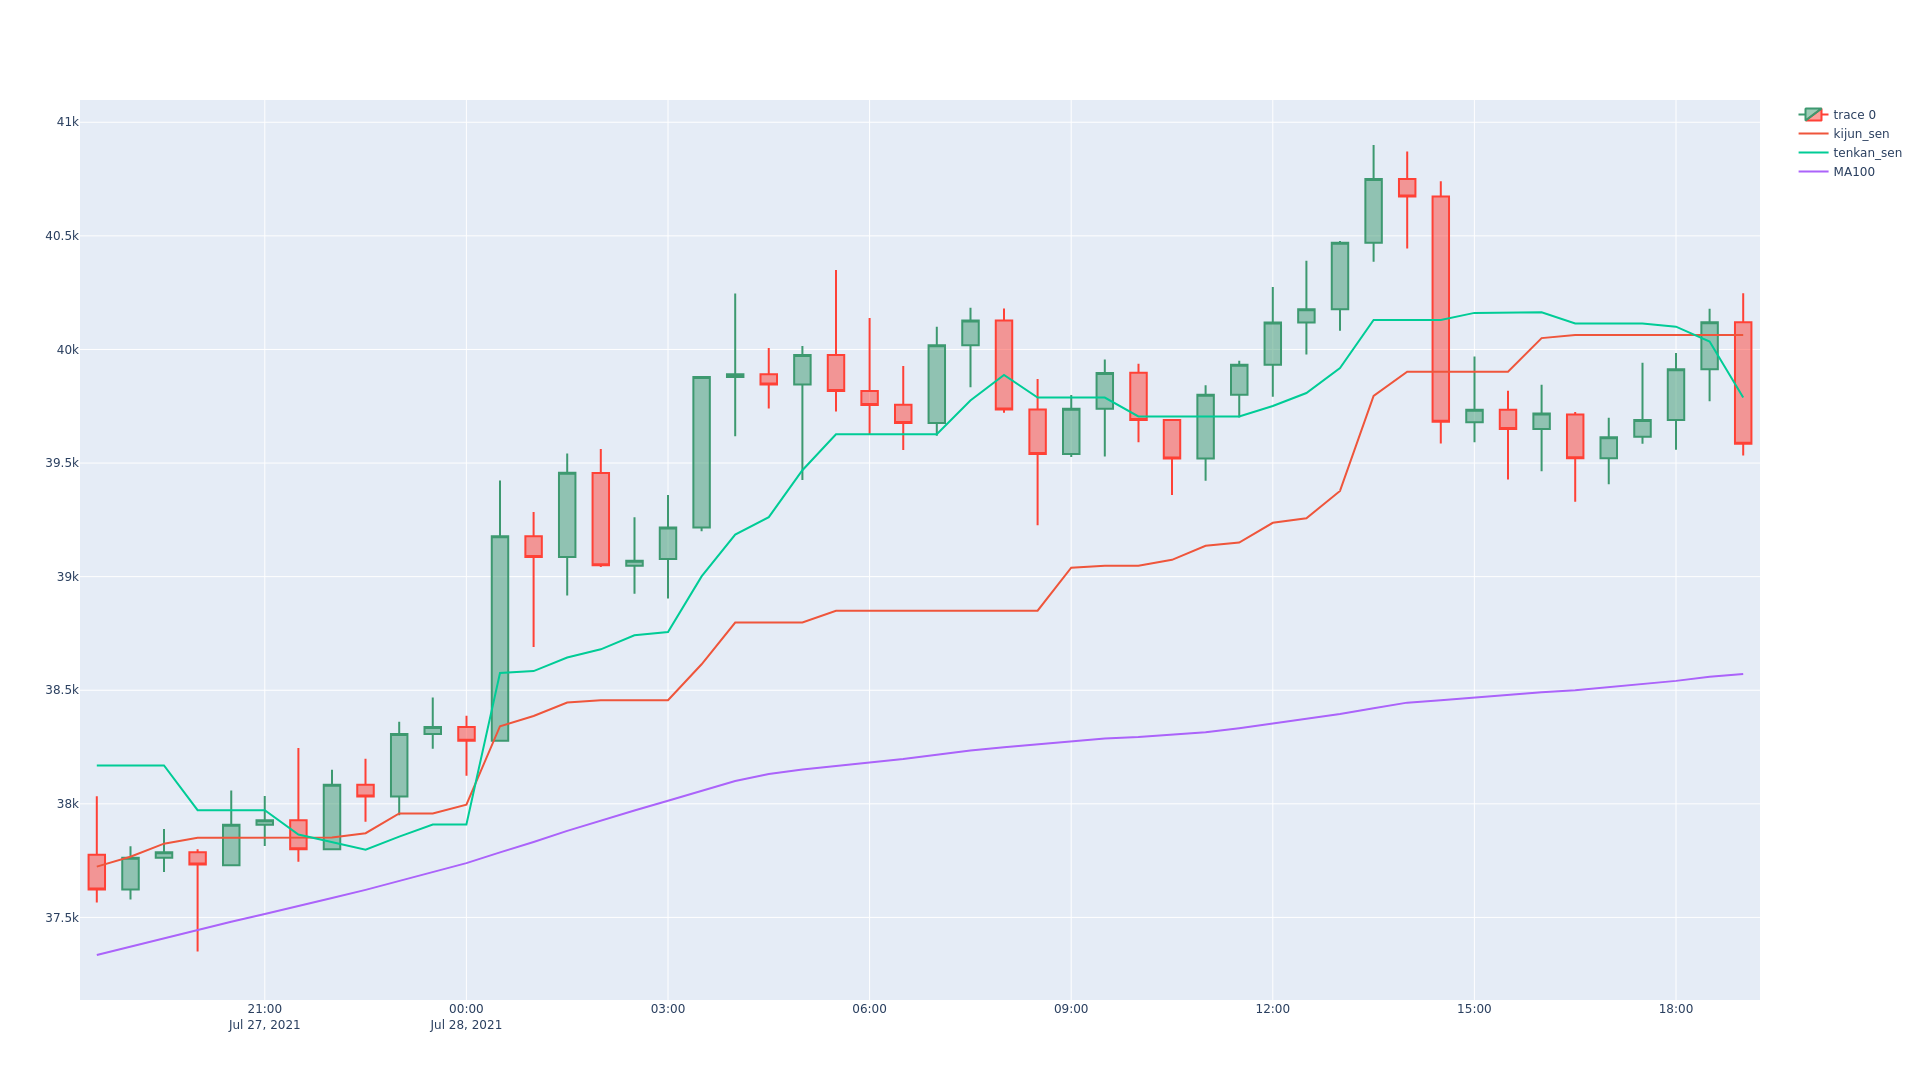 41k
40.5k
40k
39.5k
39k
38.5k
38k
37.5k
21:00
Jul 27, 2021
00:00
Jul 28, 2021
03:00
06:00
09:00
12:00
15:00
18:00
trace 0
kijun_sen
tenkan_sen
MA100